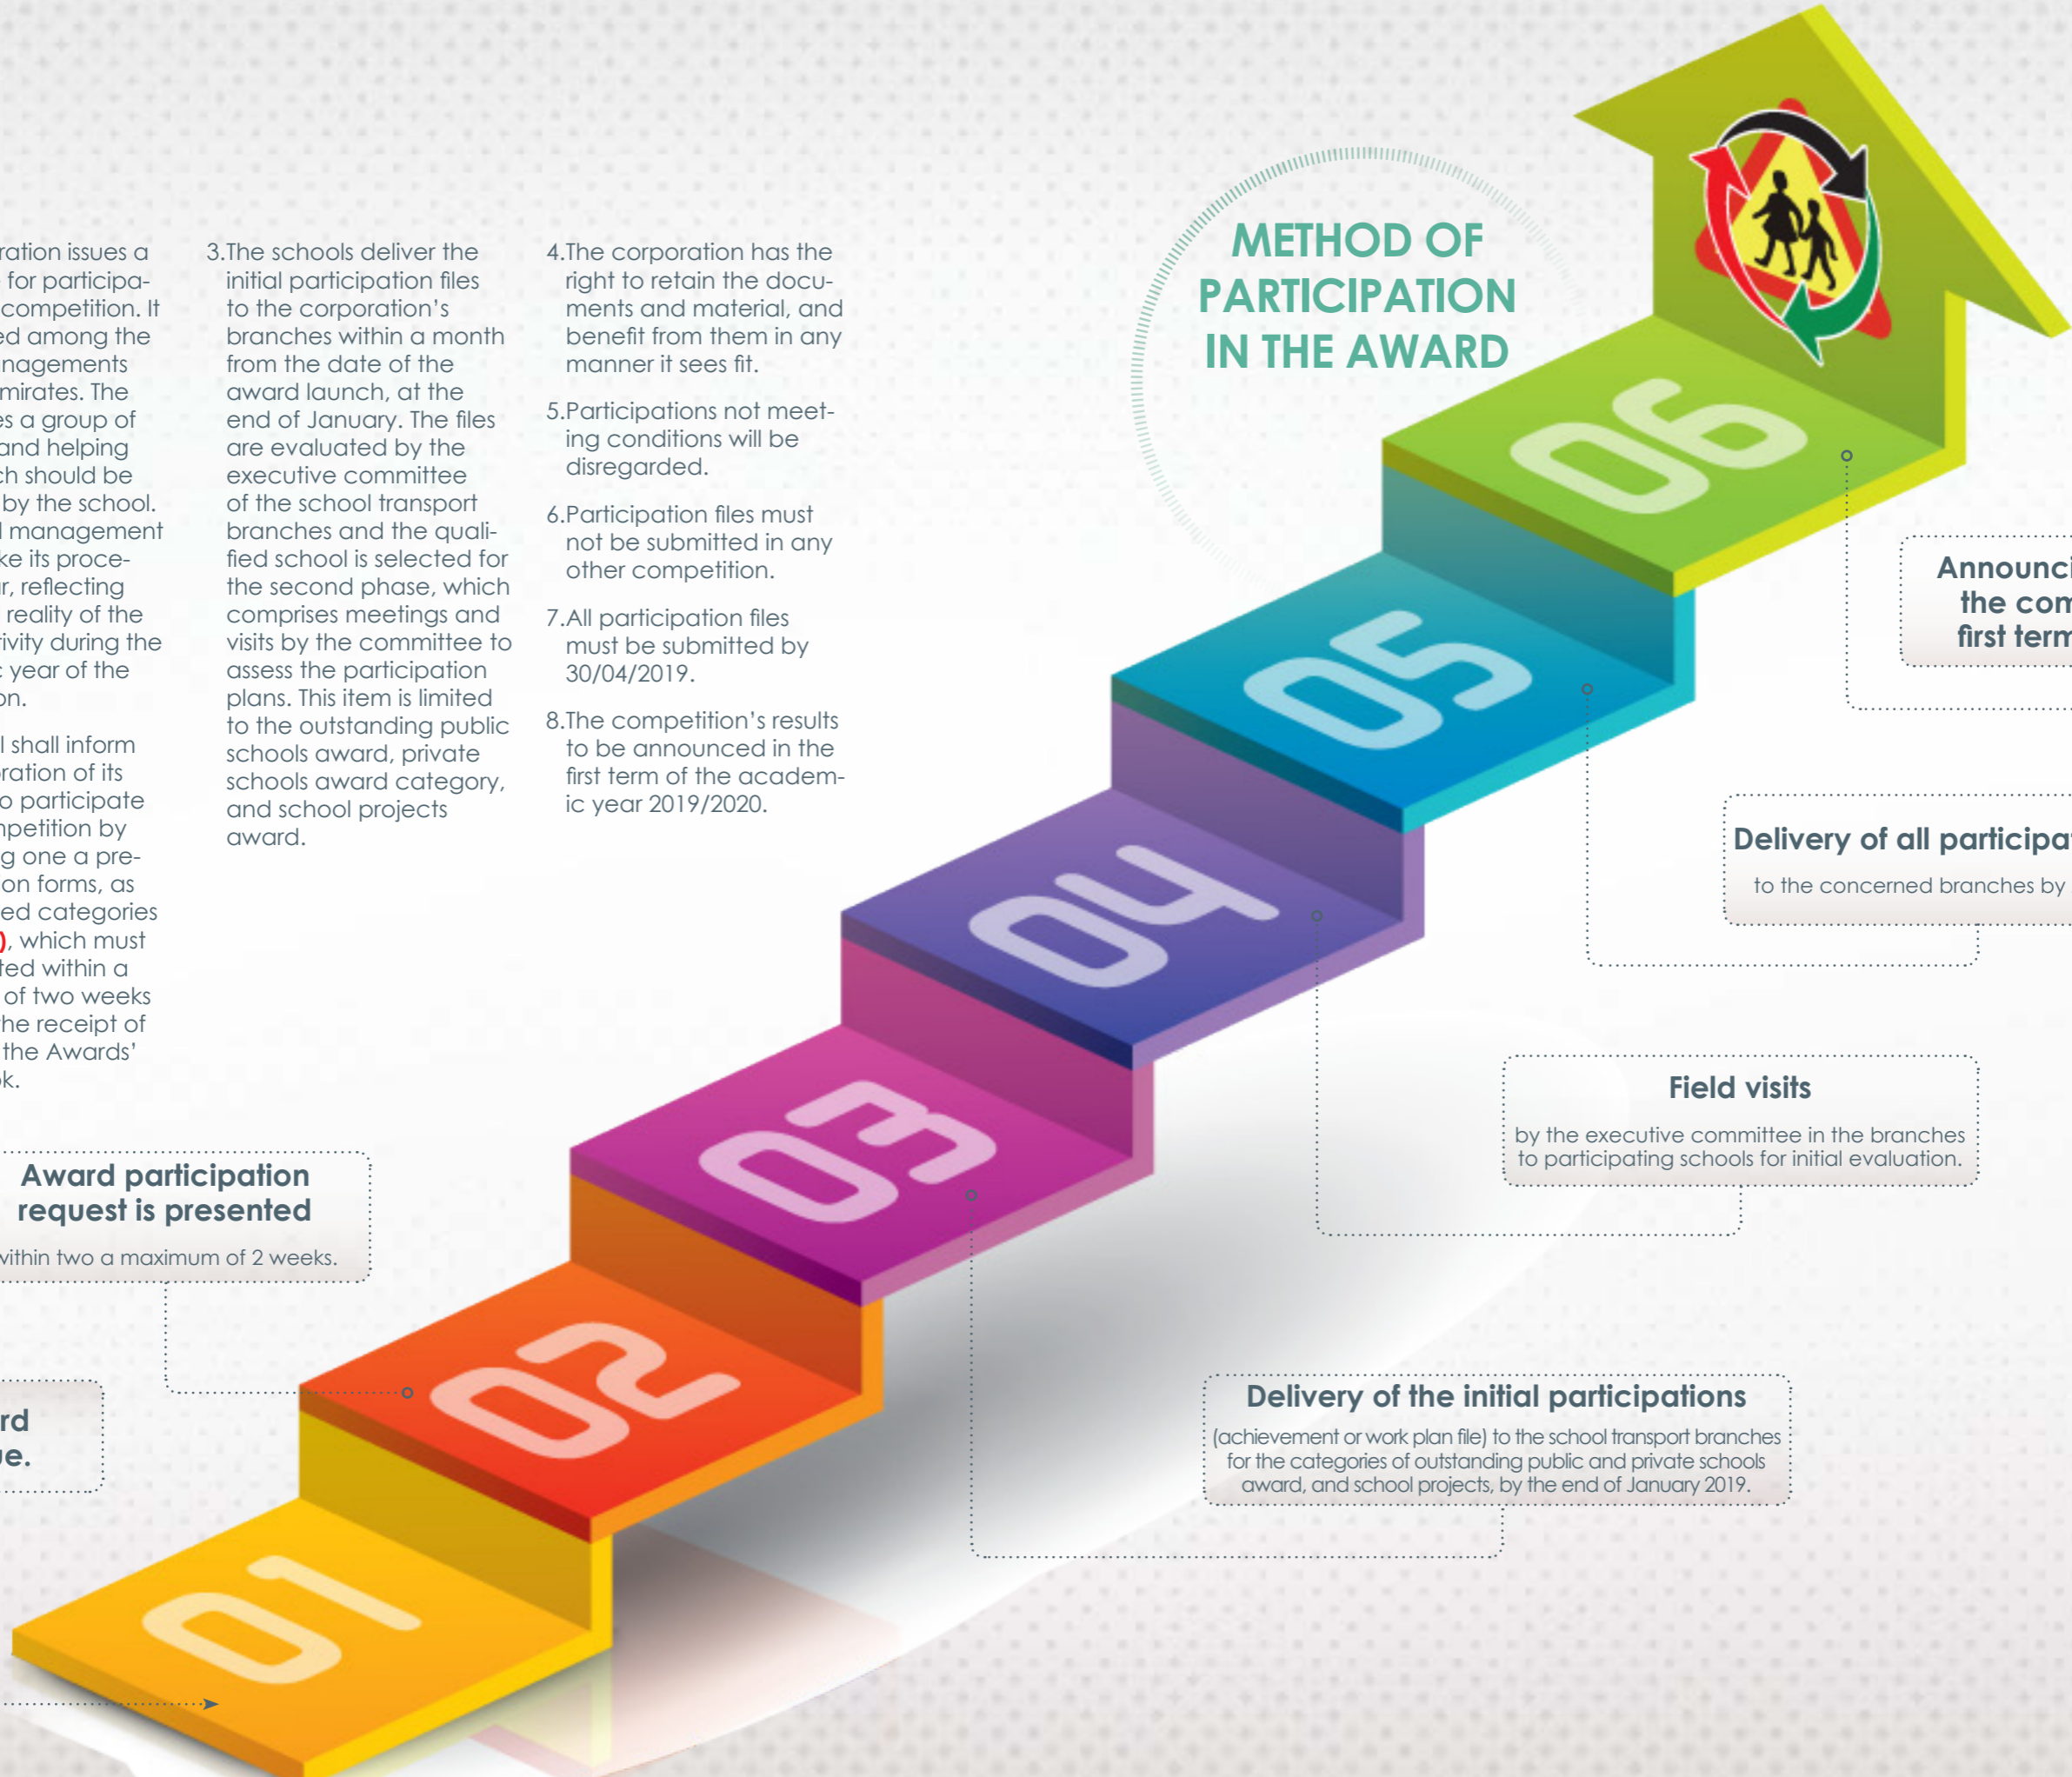 ration issues a
for participa-
competition. It
ed among the
nagements
mirates. The
es a group of
and helping
ch should be
by the school.
l management
ke its proce-
r, reflecting
reality of the
ivity during the
c year of the
on.
l shall inform
ration of its
o participate
mpetition by
g one a pre-
on forms, as
ed categories
), which must
ted within a
of two weeks
he receipt of
the Awards’
k.
3.The schools deliver the
initial participation files
to the corporation’s
branches within a month
from the date of the
award launch, at the
end of January. The files
are evaluated by the
executive committee
of the school transport
branches and the quali-
fied school is selected for
the second phase, which
comprises meetings and
visits by the committee to
assess the participation
plans. This item is limited
to the outstanding public
schools award, private
schools award category,
and school projects
award.
4.The corporation has the
right to retain the docu-
ments and material, and
benefit from them in any
manner it sees fit.
5.Participations not meet-
ing conditions will be
disregarded.
6.Participation files must
not be submitted in any
other competition.
7.All participation files
must be submitted by
30/04/2019.
8.The competition’s results
to be announced in the
first term of the academ-
ic year 2019/2020.
METHOD OF
PARTICIPATION
IN THE AWARD
06
Announci
the com
first term
05
Delivery of all participat
to the concerned branches by
04
Field visits
by the executive committee in the branches
to participating schools for initial evaluation.
03
Delivery of the initial participations
(achievement or work plan file) to the school transport branches
for the categories of outstanding public and private schools
award, and school projects, by the end of January 2019.
Award participation
request is presented
within two a maximum of 2 weeks.
02
rd
ue.
01